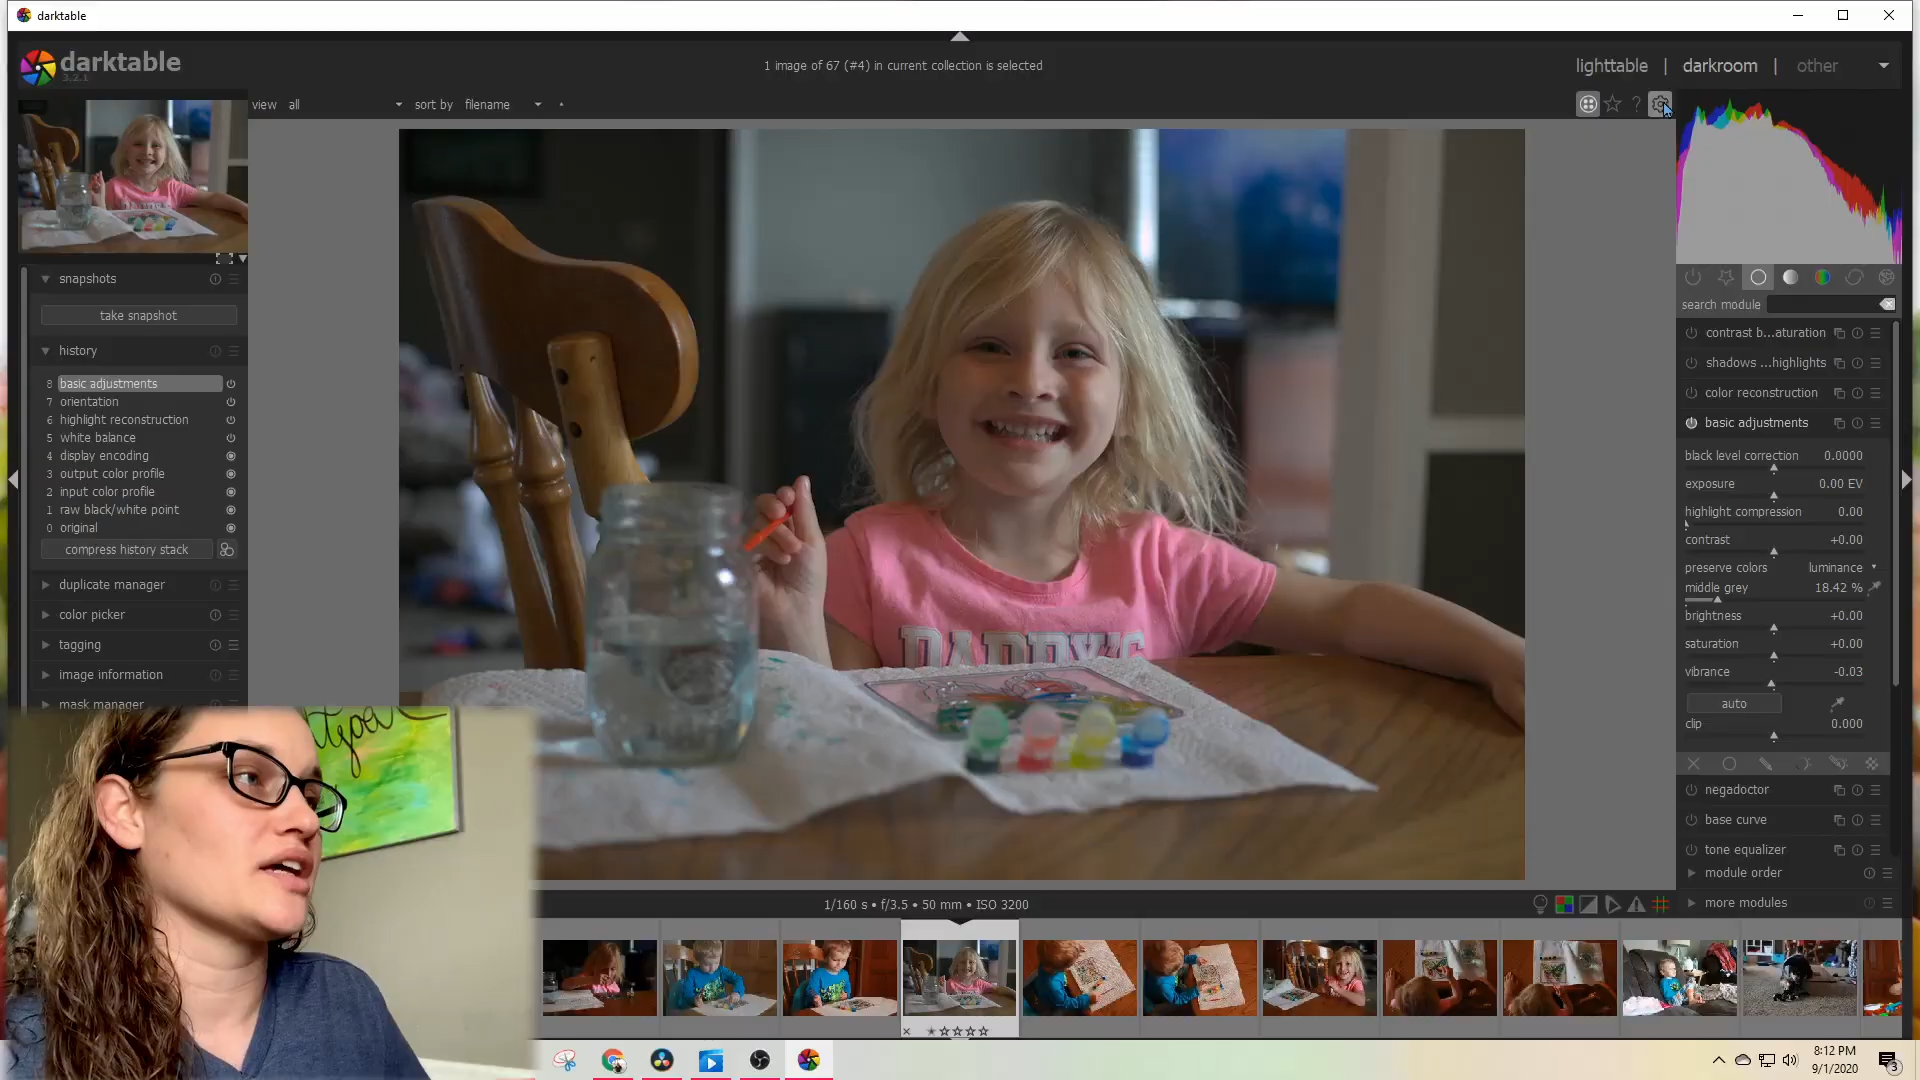 darktable
darktable
3.2.1
1 image of 67 (#4) in current collection is selected
lighttable | darkroom | other
view all sort by filename
?
snapshots
take snapshot
history
8 basic adjustments
7 orientation
6 highlight reconstruction
5 white balance
4 display encoding
3 output color profile
2 input color profile
1 raw black/white point
0 original
compress history stack
duplicate manager
color picker
tagging
image information
mask manager
DADDY'S
search module
contrast b...aturation
shadows ...highlights
color reconstruction
basic adjustments
black level correction 0.0000
exposure 0.00 EV
highlight compression 0.00
contrast +0.00
preserve colors luminance
middle grey 18.42 %
brightness +0.00
saturation +0.00
vibrance -0.03
auto
clip 0.000
negadoctor
base curve
tone equalizer
module order
more modules
1/160 s • f/3.5 • 50 mm • ISO 3200
8:12 PM
9/1/2020
3